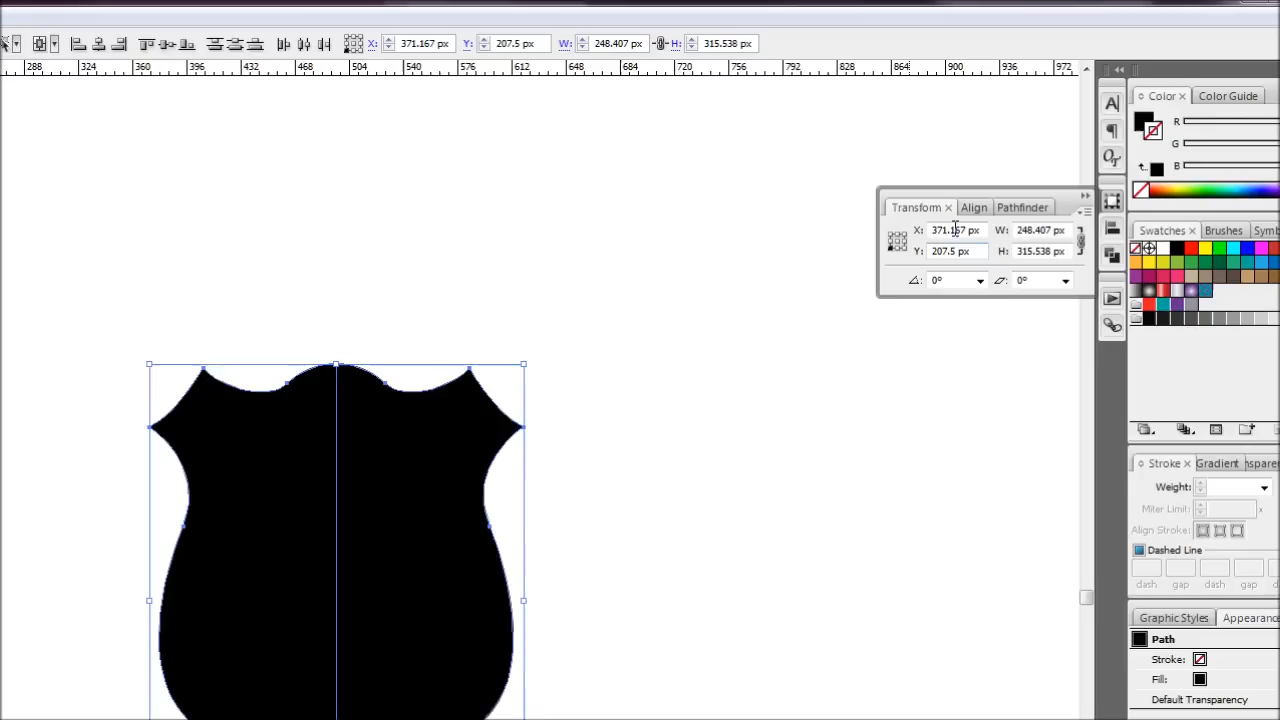 X: 371.167 px Y: 207.5 px W: 248.407 px H: 315.538 px
288 324 360 396 432 468 504 540 576 612 648 684 720 756 792 828 864 900 936 972
Color Color Guide
R
G
B
Transform Align Pathfinder
X: 371.167 px W: 248.407 px
Y: 207.5 px H: 315.538 px
0° 0°
Swatches Brushes Symb
Stroke Gradient nsparen
Weight:
Miter Limit: x
Align Stroke:
Dashed Line
dash gap dash gap
Graphic Styles Appearance
Path
Stroke:
Fill:
Default Transparency